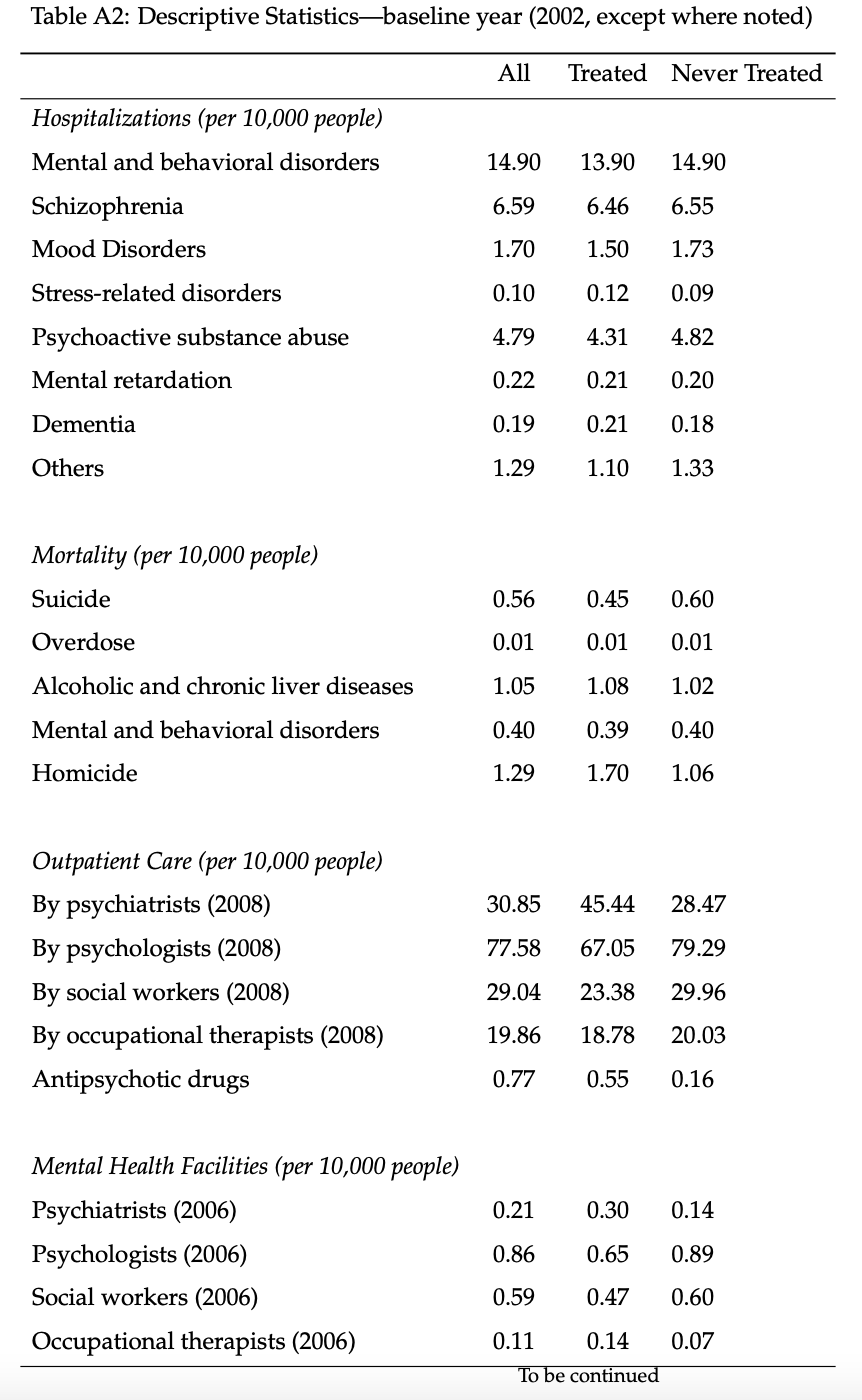 Table A2: Descriptive Statistics—baseline year (2002, except where noted)
All Treated Never Treated
Hospitalizations (per 10,000 people)
Mental and behavioral disorders 14.90 13.90 14.90
Schizophrenia 6.59 6.46 6.55
Mood Disorders 1.70 1.50 1.73
Stress-related disorders 0.10 0.12 0.09
Psychoactive substance abuse 4.79 4.31 4.82
Mental retardation 0.22 0.21 0.20
Dementia 0.19 0.21 0.18
Others 1.29 1.10 1.33
Mortality (per 10,000 people)
Suicide 0.56 0.45 0.60
Overdose 0.01 0.01 0.01
Alcoholic and chronic liver diseases 1.05 1.08 1.02
Mental and behavioral disorders 0.40 0.39 0.40
Homicide 1.29 1.70 1.06
Outpatient Care (per 10,000 people)
By psychiatrists (2008) 30.85 45.44 28.47
By psychologists (2008) 77.58 67.05 79.29
By social workers (2008) 29.04 23.38 29.96
By occupational therapists (2008) 19.86 18.78 20.03
Antipsychotic drugs 0.77 0.55 0.16
Mental Health Facilities (per 10,000 people)
Psychiatrists (2006) 0.21 0.30 0.14
Psychologists (2006) 0.86 0.65 0.89
Social workers (2006) 0.59 0.47 0.60
Occupational therapists (2006) 0.11 0.14 0.07
To be continued